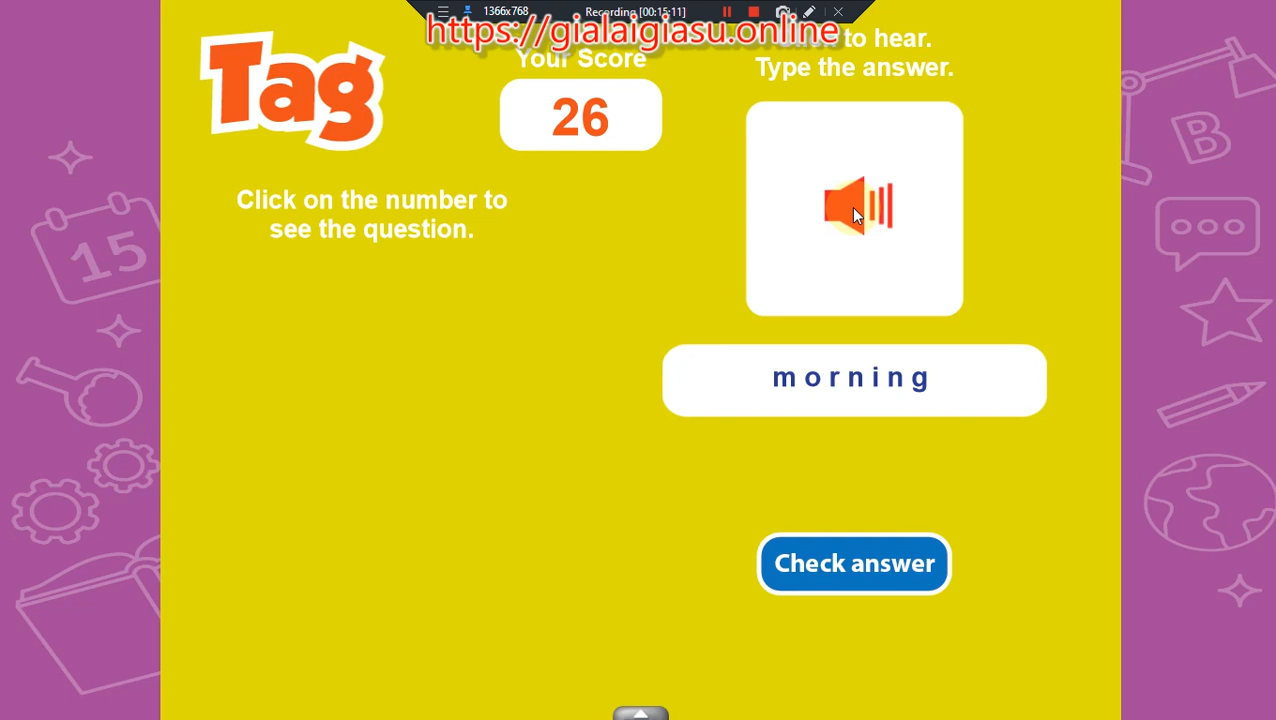 1366x768
Recording [00:15:11]
https://gialaigiasu.online
Tag
Your Score
26
to hear.
Type the answer.
Click on the number to
see the question.
15
B
m o r n i n g
Check answer